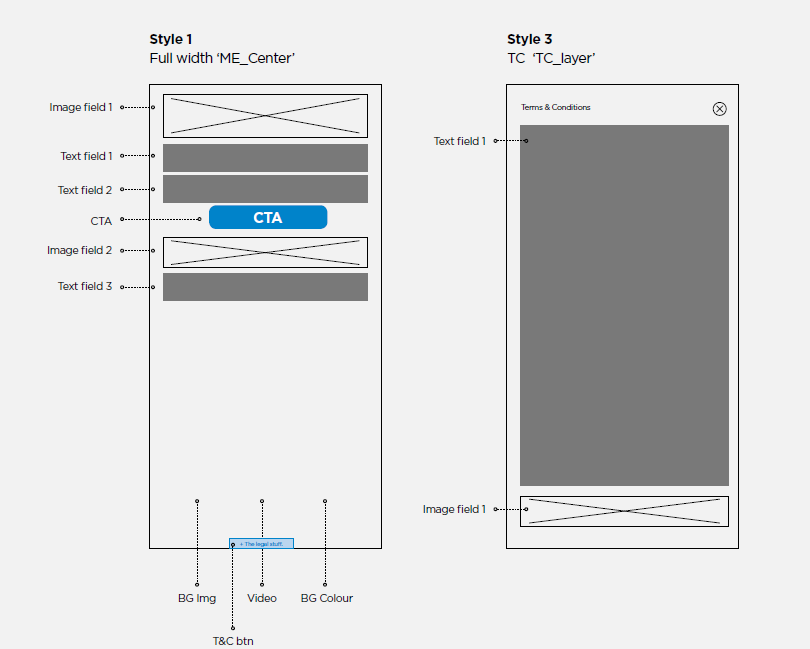 Style 1
Full width ‘ME_Center’
Image field 1
Text field 1
Text field 2
CTA
CTA
Image field 2
Text field 3
+ The legal stuff.
BG Img
Video
BG Colour
T&C btn
Style 3
TC ‘TC_layer’
Terms & Conditions
Text field 1
Image field 1